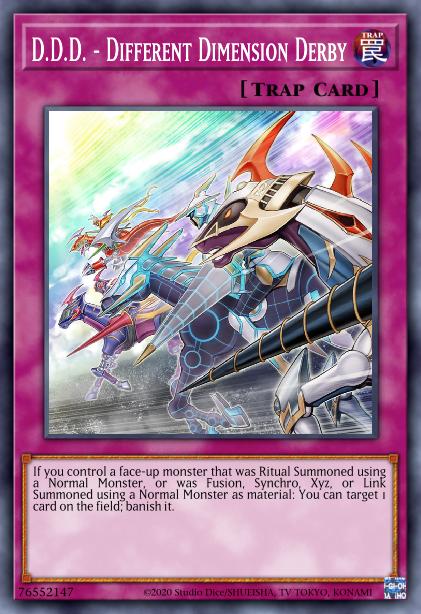 D.D.D. - Different Dimension Derby
TRAP
罠
[Trap Card]
If you control a face-up monster that was Ritual Summoned using
a Normal Monster, or was Fusion, Synchro, Xyz, or Link
Summoned using a Normal Monster as material: You can target 1
card on the field; banish it.
76552147
©2020 Studio Dice/SHUEISHA, TV TOKYO, KONAMI